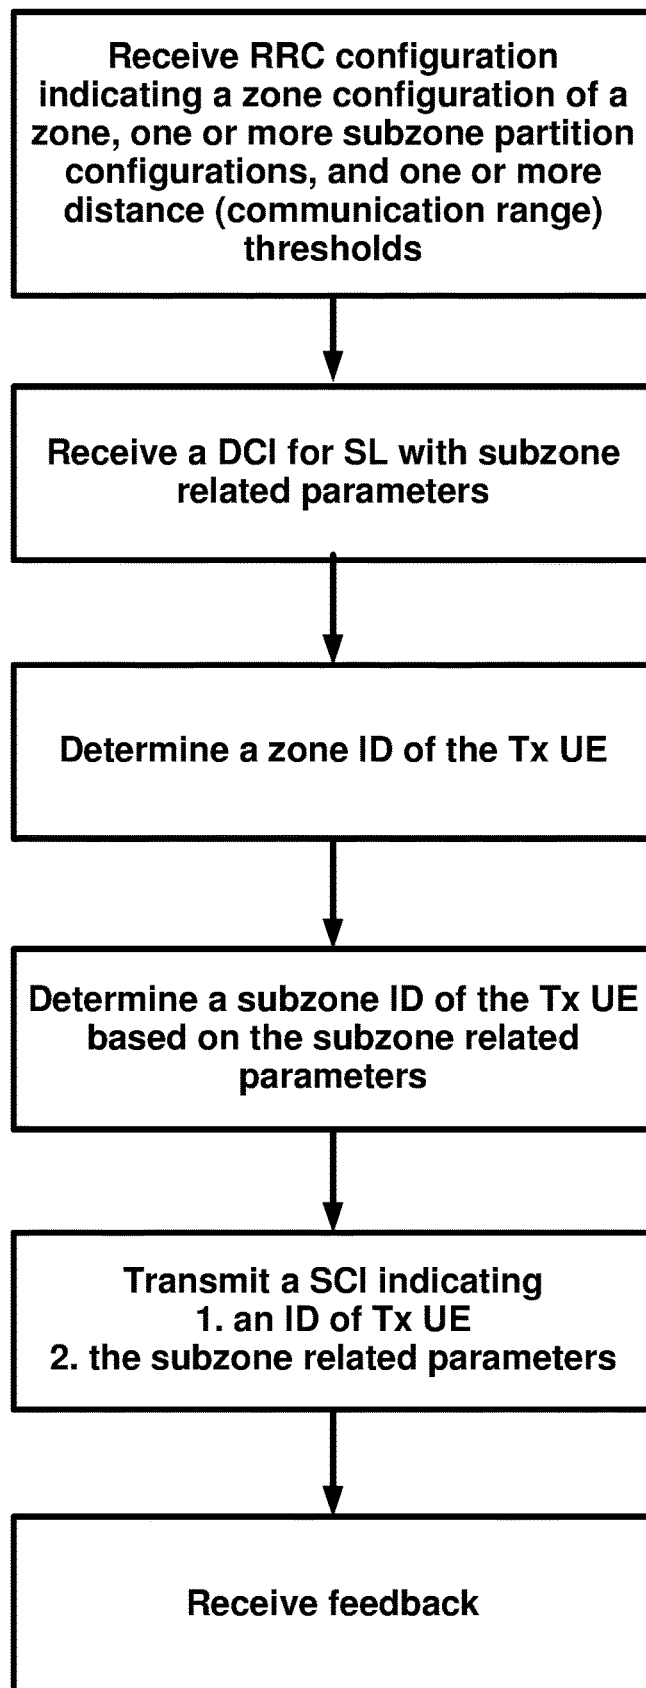 Receive RRC configuration
indicating a zone configuration of a
zone, one or more subzone partition
configurations, and one or more
distance (communication range)
thresholds
Receive a DCI for SL with subzone
related parameters
Determine a zone ID of the Tx UE
Determine a subzone ID of the Tx UE
based on the subzone related
parameters
Transmit a SCI indicating
1. an ID of Tx UE
2. the subzone related parameters
Receive feedback